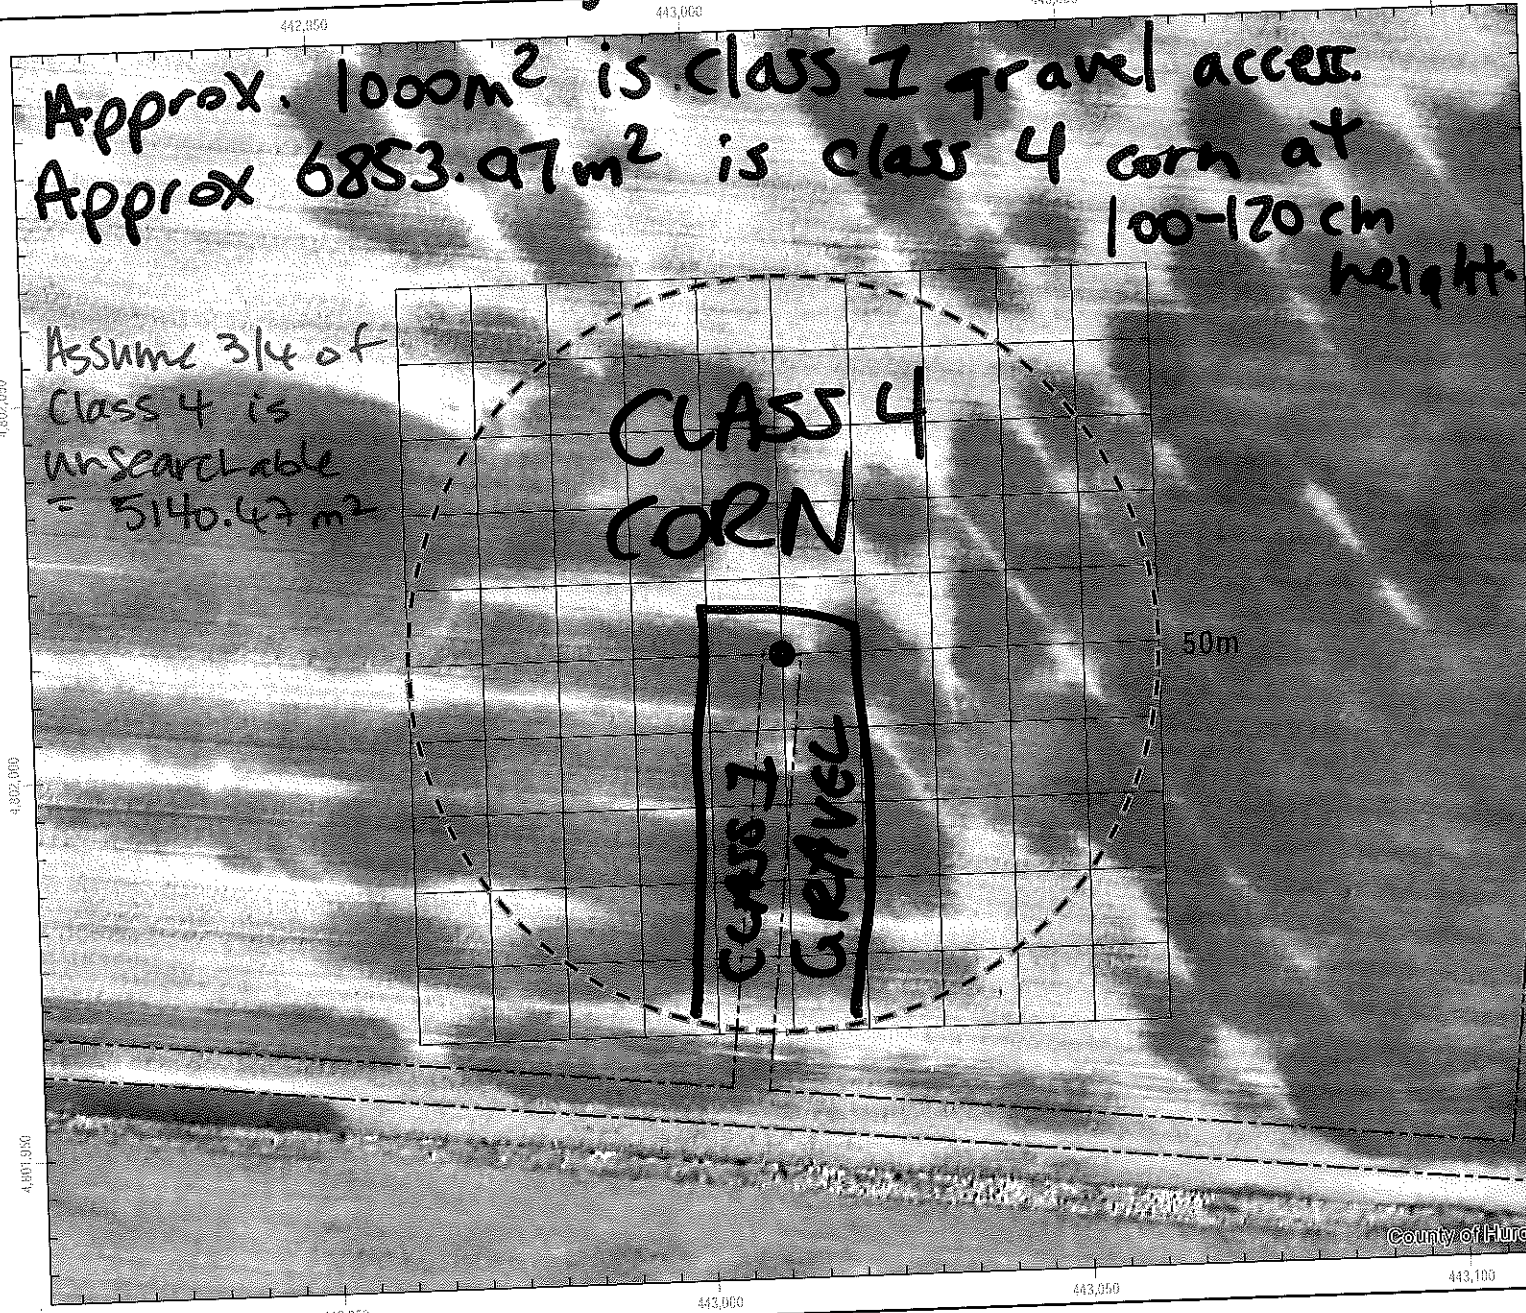 442,950
443,000
Approx. 1000m² is class 1 gravel access.
Approx 6853.97m² is class 4 corn at
100-120 cm
height.
Assume 3/4 of
Class 4 is
unsearchable
= 5140.47 m²
CLASS 4
CORN
50m
CLASS 1
GRAVEL
4,802,000
4,801,950
County of Huro
443,000
443,050
443,100